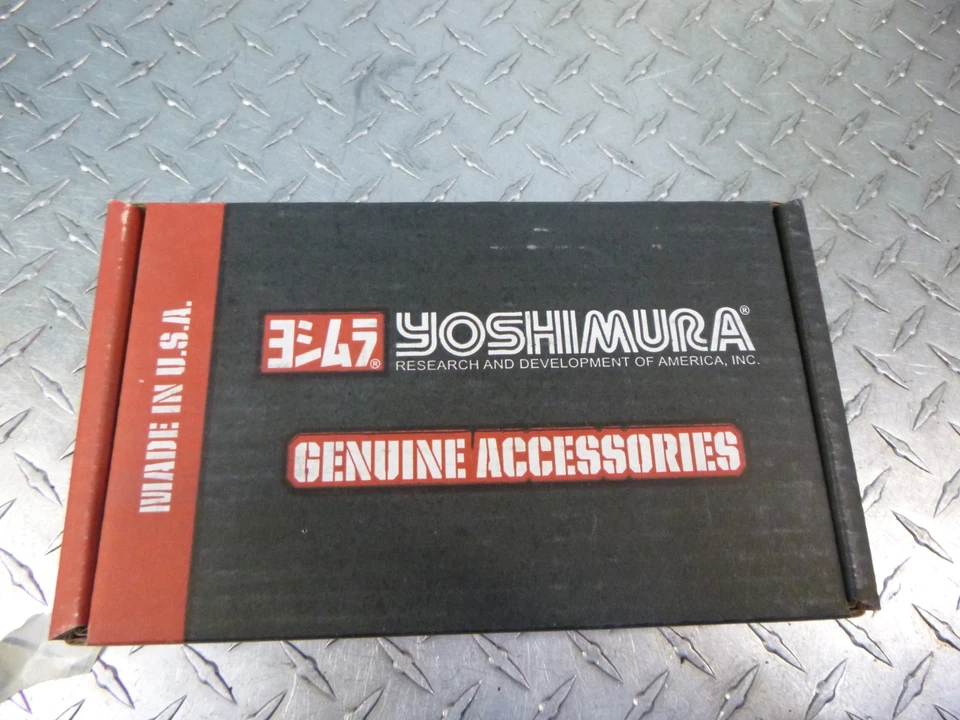 MADE IN U.S.A.
ヨシムラ® YOSHIMURA®
RESEARCH AND DEVELOPMENT OF AMERICA, INC.
GENUINE ACCESSORIES